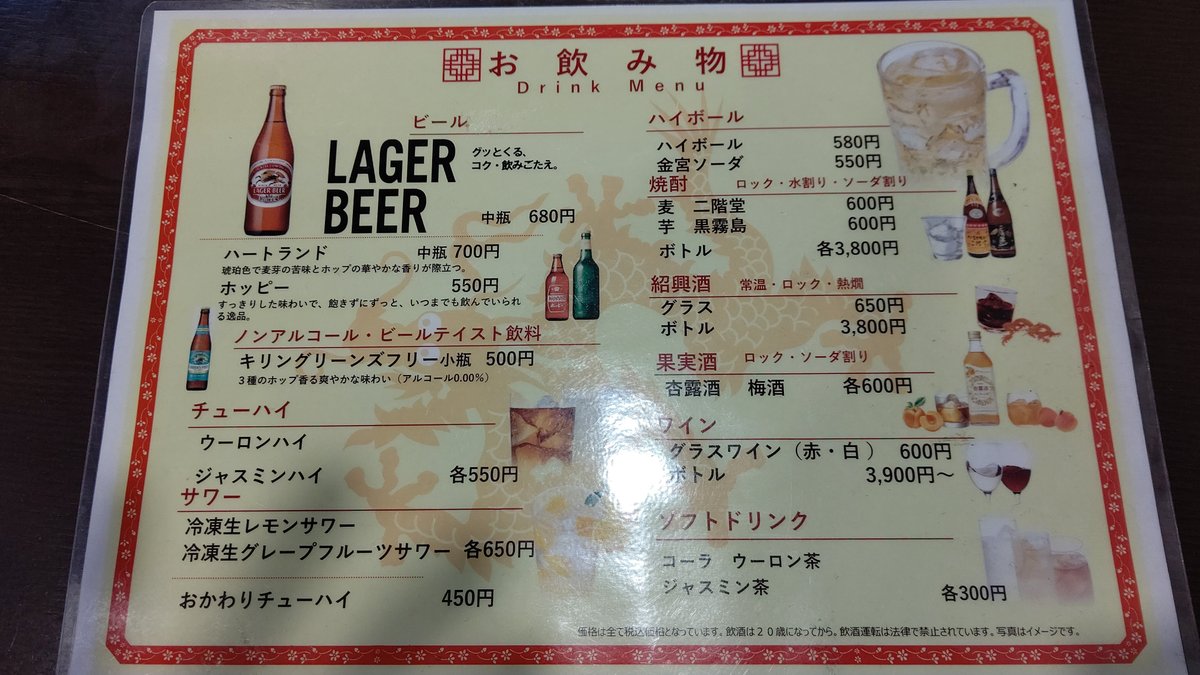 お飲み物
Drink Menu
ビール
LAGER
BEER
グッとくる、
コク・飲みごたえ。
LAGER BEER
中瓶 680円
ハートランド 中瓶 700円
琥珀色で麦芽の苦味とホップの華やかな香りが際立つ。
ホッピー 550円
すっきりした味わいで、飽きずにずっと、いつまでも飲んでいられ
る逸品。
ノンアルコール・ビールテイスト飲料
キリングリーンズフリー小瓶 500円
３種のホップ香る爽やかな味わい（アルコール0.00%）
チューハイ
ウーロンハイ
ジャスミンハイ 各550円
サワー
冷凍生レモンサワー
冷凍生グレープフルーツサワー 各650円
おかわりチューハイ 450円
ハイボール
ハイボール 580円
金宮ソーダ 550円
焼酎 ロック・水割り・ソーダ割り
麦 二階堂 600円
芋 黒霧島 600円
ボトル 各3,800円
紹興酒 常温・ロック・熱燗
グラス 650円
ボトル 3,800円
果実酒 ロック・ソーダ割り
杏露酒 梅酒 各600円
ワイン
グラスワイン（赤・白） 600円
ボトル 3,900円～
ソフトドリンク
コーラ ウーロン茶
ジャスミン茶
各300円
価格は全て税込価格となっています。飲酒は２０歳になってから。飲酒運転は法律で禁止されています。写真はイメージです。